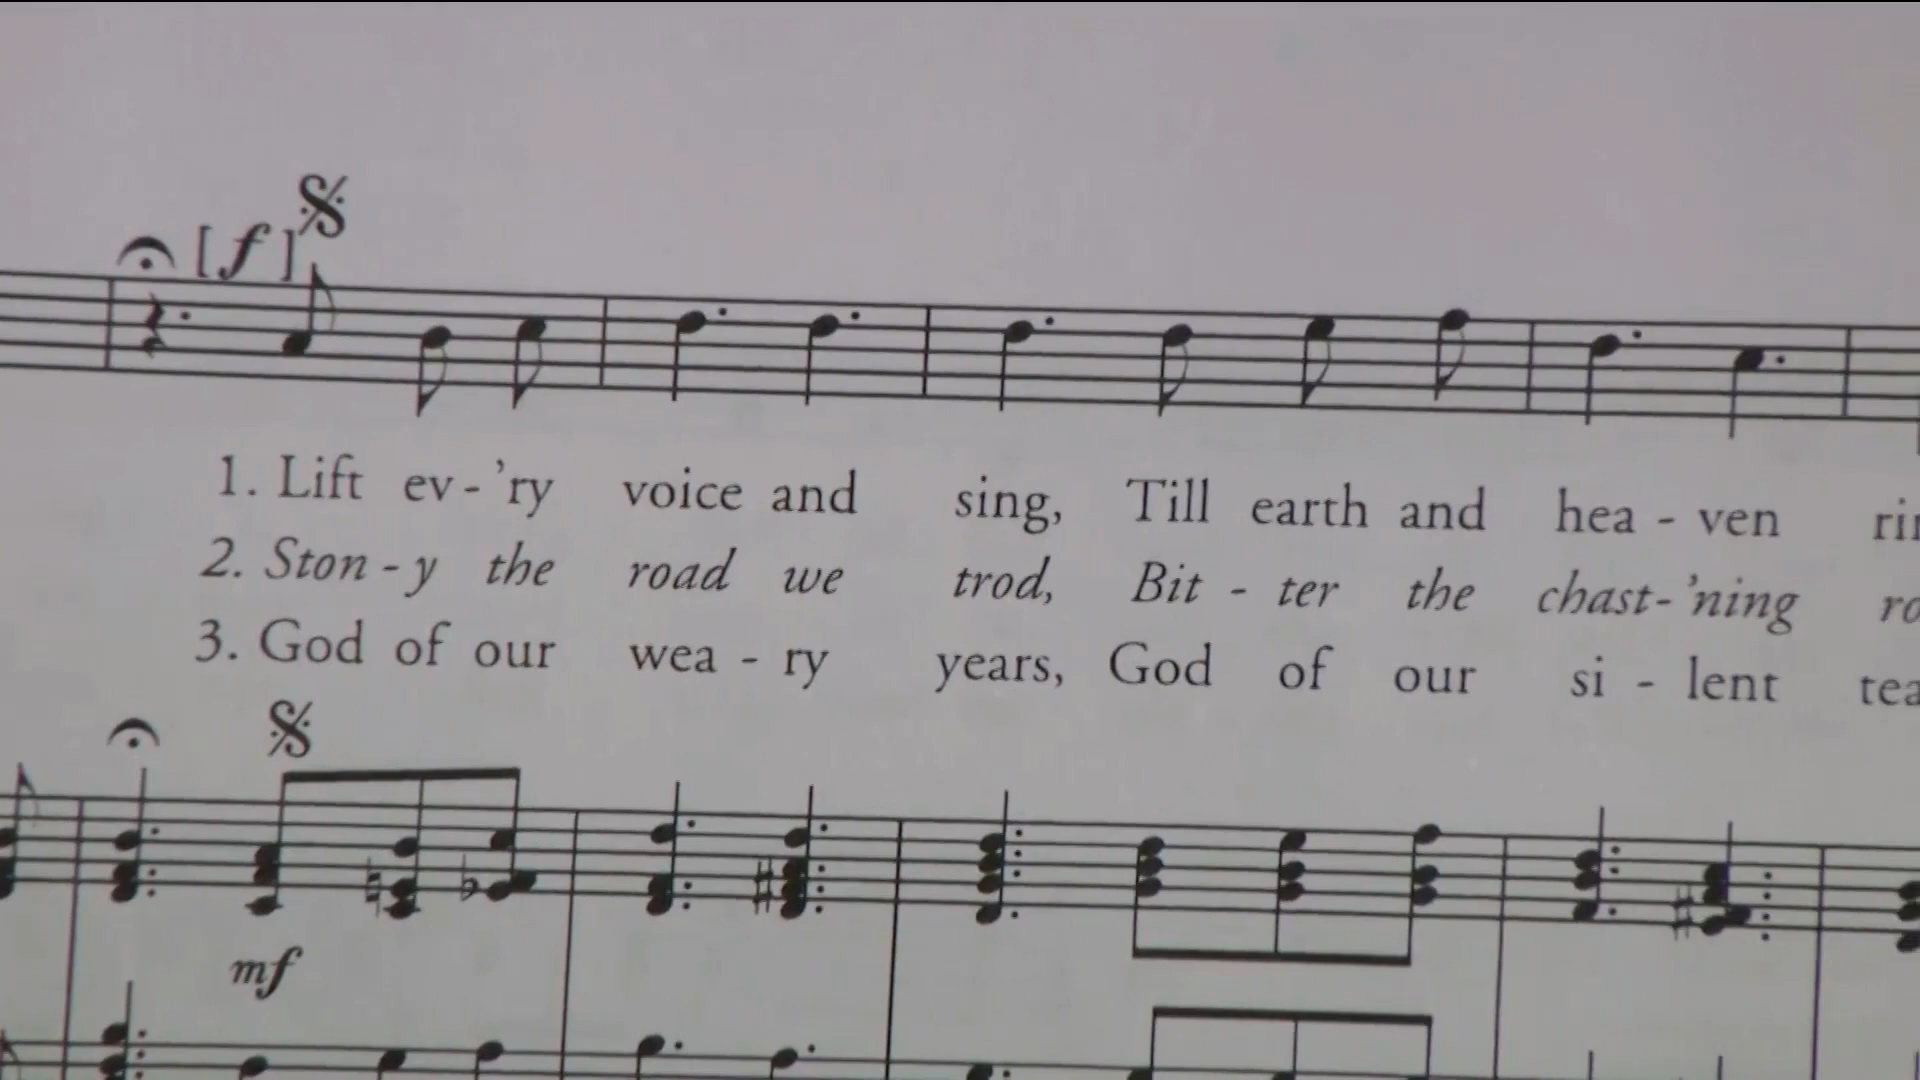 [f]
1. Lift ev-'ry voice and sing, Till earth and hea-ven
2. Ston-y the road we trod, Bit-ter the chast-'ning
3. God of our wea-ry years, God of our si-lent
mf